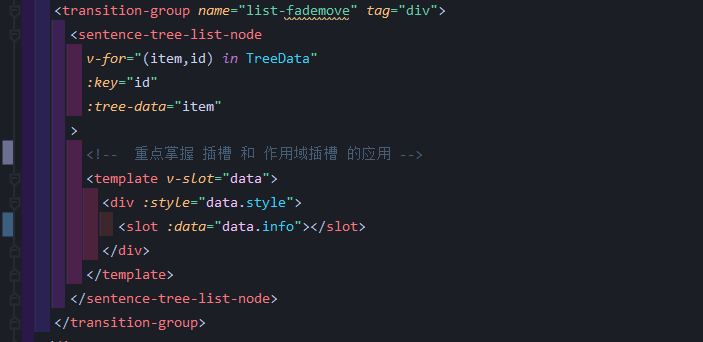 <transition-group name="list-fademove" tag="div">
<sentence-tree-list-node
v-for="(item,id) in TreeData"
:key="id"
:tree-data="item"
>
<!--  重点掌握 插槽 和 作用域插槽 的应用 -->
<template v-slot="data">
<div :style="data.style">
<slot :data="data.info"></slot>
</div>
</template>
</sentence-tree-list-node>
</transition-group>